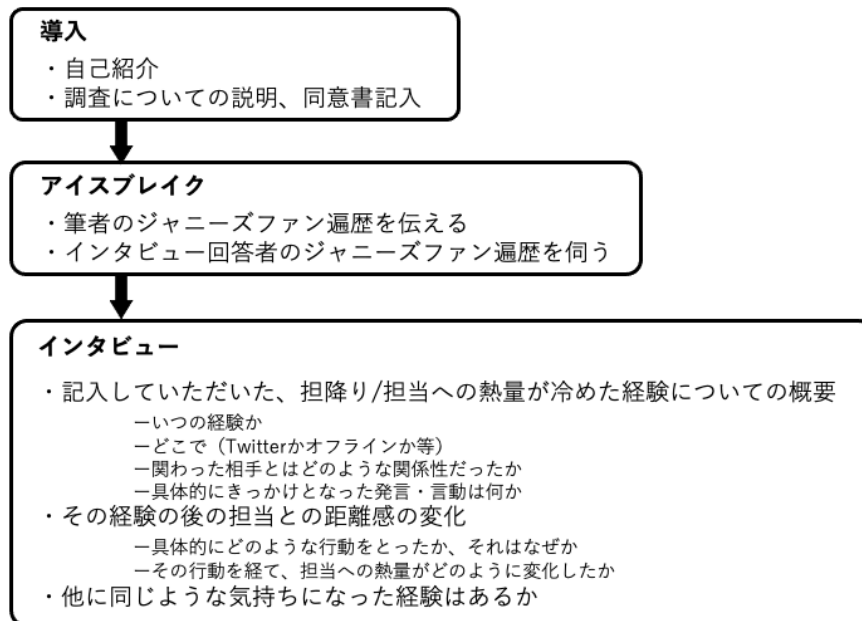 導入
・自己紹介
・調査についての説明、同意書記入
アイスブレイク
・筆者のジャニーズファン遍歴を伝える
・インタビュー回答者のジャニーズファン遍歴を伺う
インタビュー
・記入していただいた、担降り/担当への熱量が冷めた経験についての概要
ーいつの経験か
ーどこで（Twitterかオフラインか等）
ー関わった相手とはどのような関係性だったか
ー具体的にきっかけとなった発言・言動は何か
・その経験の後の担当との距離感の変化
ー具体的にどのような行動をとったか、それはなぜか
ーその行動を経て、担当への熱量がどのように変化したか
・他に同じような気持ちになった経験はあるか